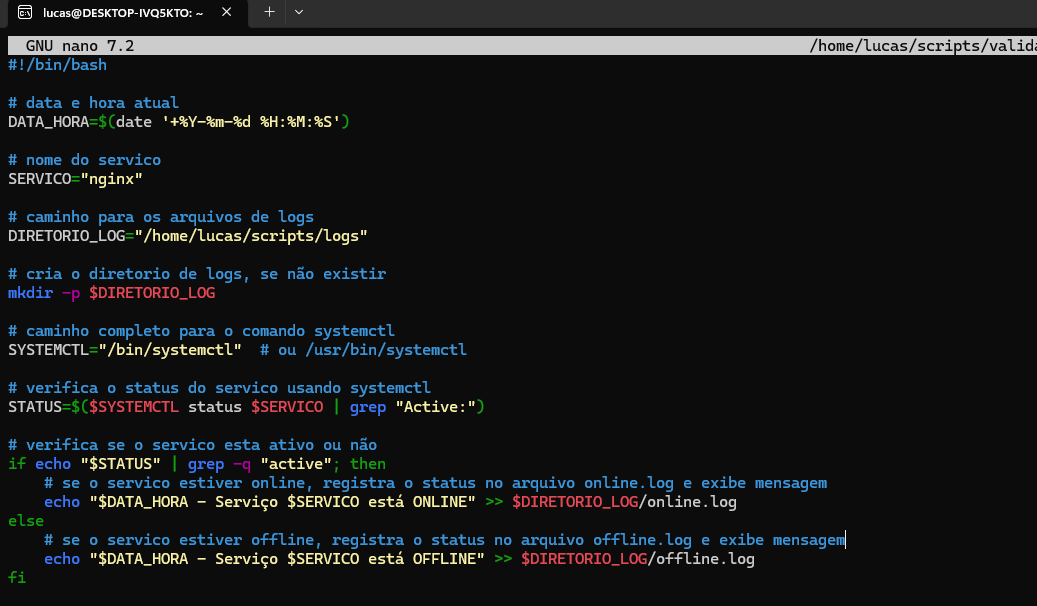 lucas@DESKTOP-IVQ5KTO: ~
GNU nano 7.2 /home/lucas/scripts/valida
#!/bin/bash
# data e hora atual
DATA_HORA=$(date '+%Y-%m-%d %H:%M:%S')
# nome do servico
SERVICO="nginx"
# caminho para os arquivos de logs
DIRETORIO_LOG="/home/lucas/scripts/logs"
# cria o diretorio de logs, se não existir
mkdir -p $DIRETORIO_LOG
# caminho completo para o comando systemctl
SYSTEMCTL="/bin/systemctl"  # ou /usr/bin/systemctl
# verifica o status do servico usando systemctl
STATUS=$($SYSTEMCTL status $SERVICO | grep "Active:")
# verifica se o servico esta ativo ou não
if echo "$STATUS" | grep -q "active"; then
    # se o servico estiver online, registra o status no arquivo online.log e exibe mensagem
    echo "$DATA_HORA - Serviço $SERVICO está ONLINE" >> $DIRETORIO_LOG/online.log
else
    # se o servico estiver offline, registra o status no arquivo offline.log e exibe mensagem
    echo "$DATA_HORA - Serviço $SERVICO está OFFLINE" >> $DIRETORIO_LOG/offline.log
fi